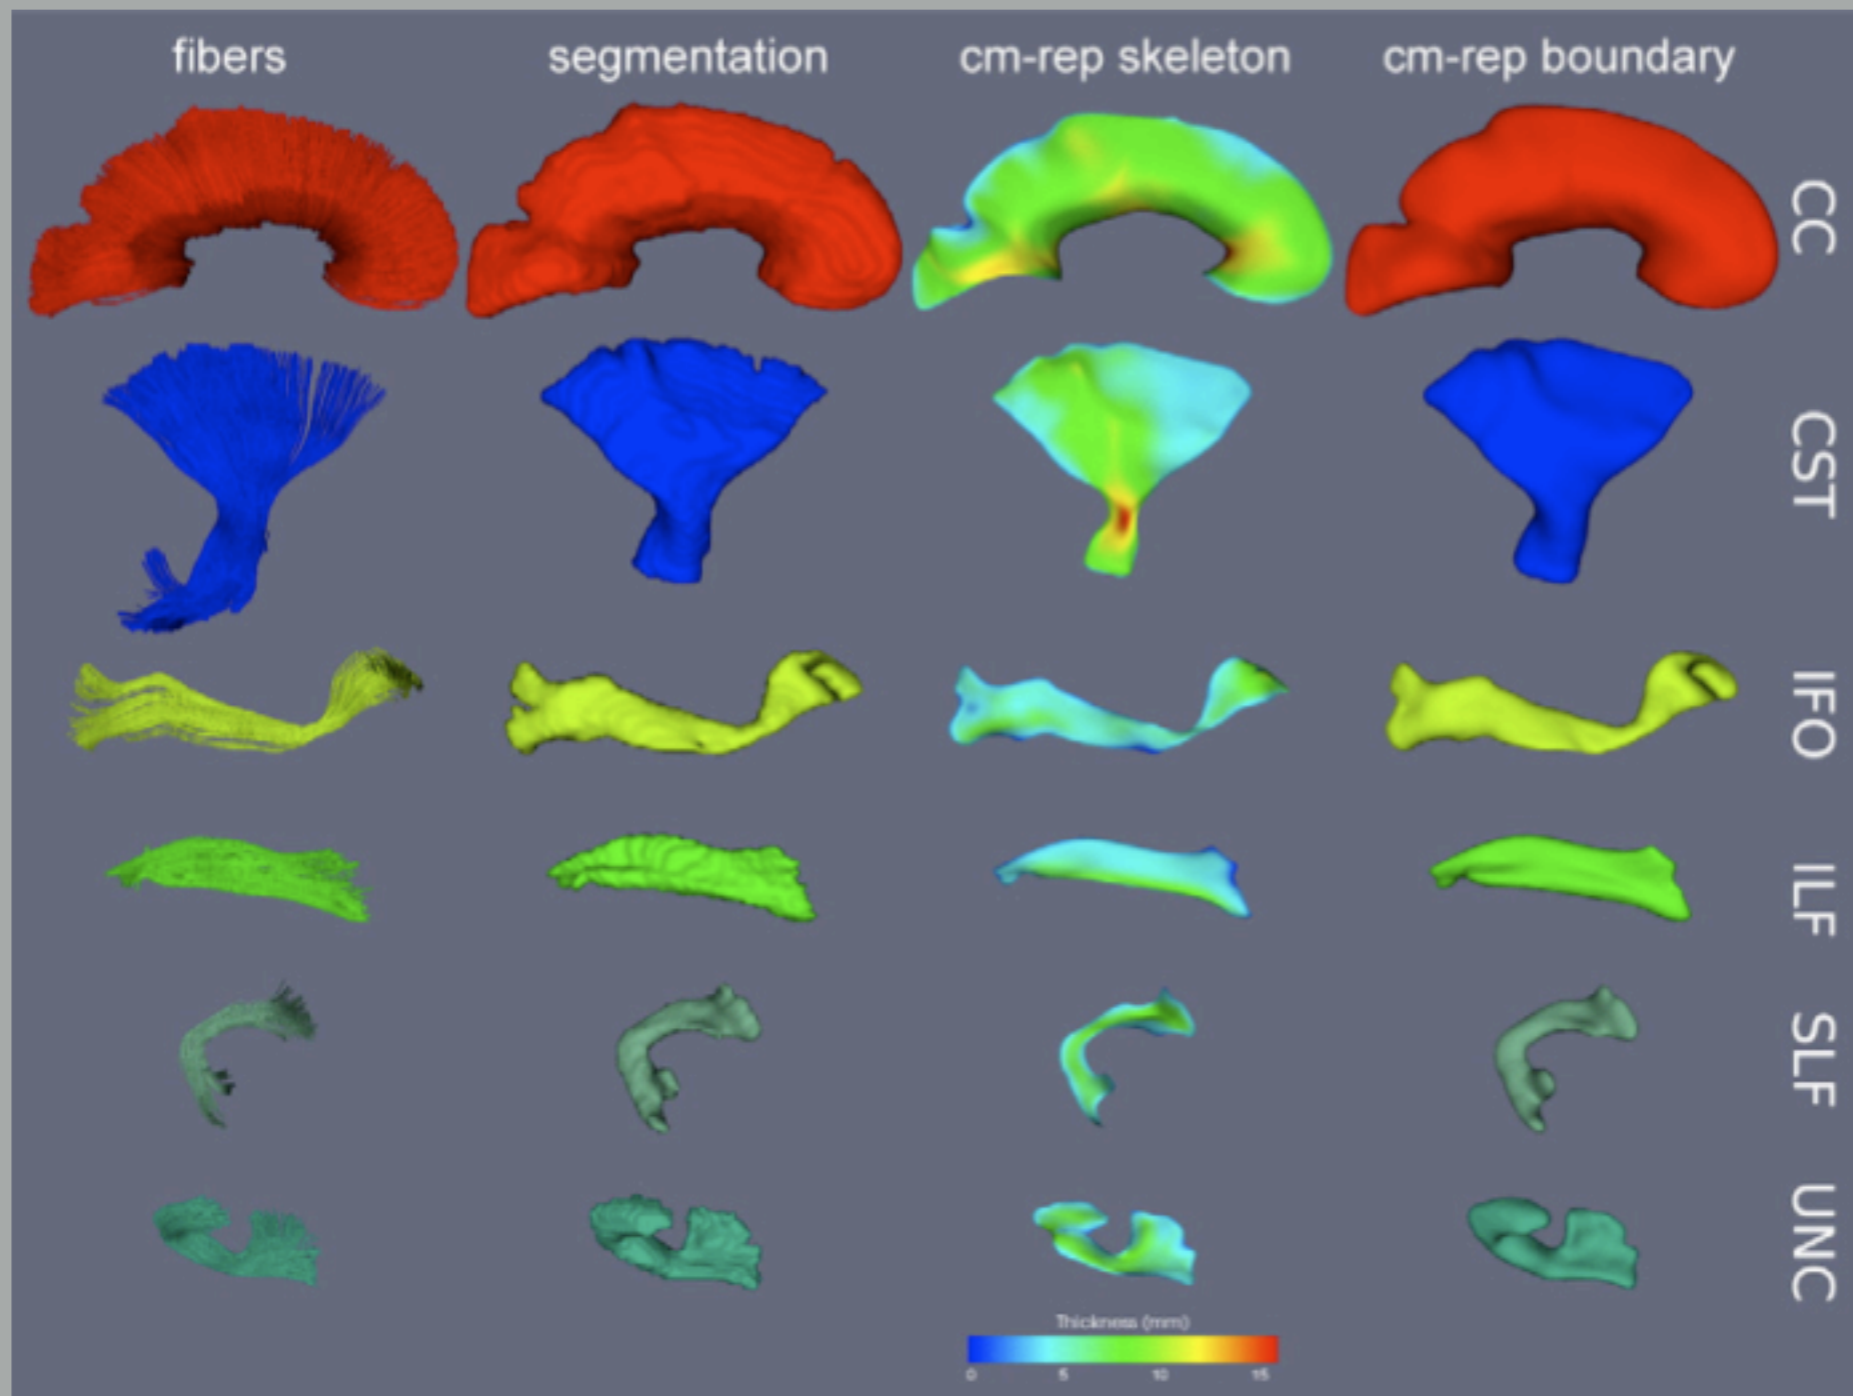 fibers segmentation cm-rep skeleton cm-rep boundary
CC
CST
IFO
ILF
SLF
UNC
Thickness (mm)
0 5 10 15